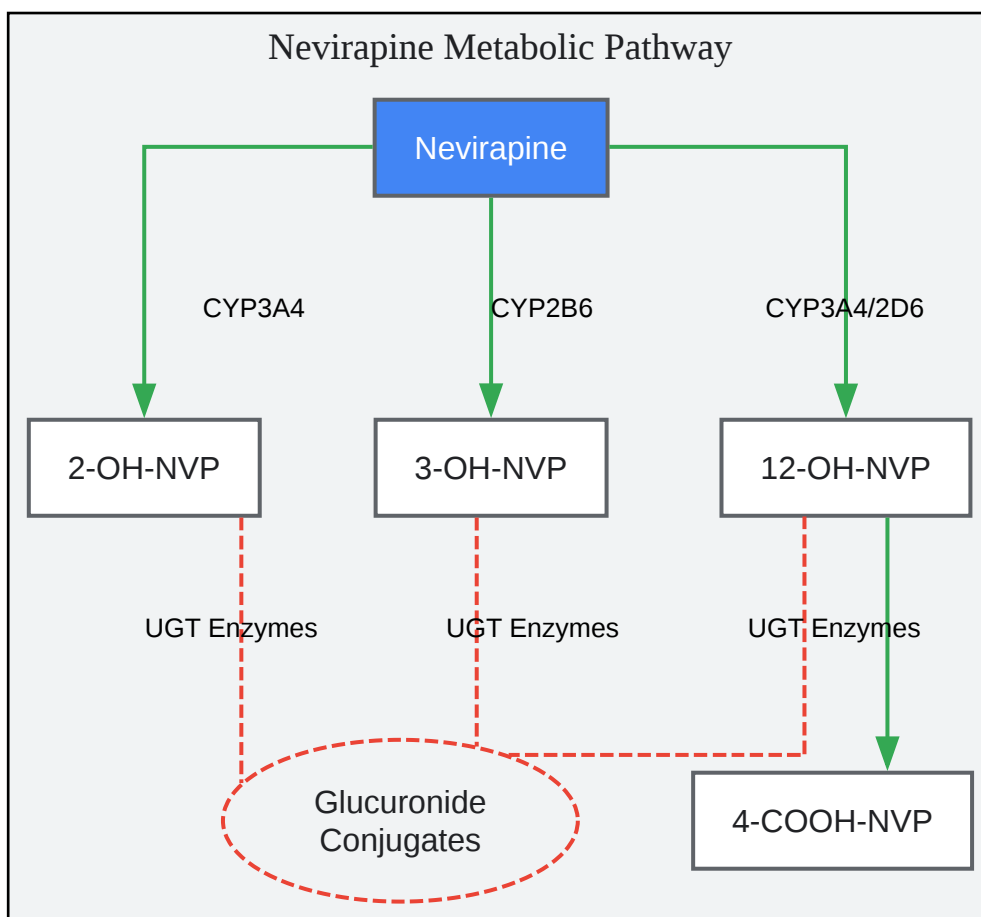 Nevirapine Metabolic Pathway
Nevirapine
CYP3A4
CYP2B6
CYP3A4/2D6
2-OH-NVP
3-OH-NVP
12-OH-NVP
UGT Enzymes
UGT Enzymes
UGT Enzymes
Glucuronide
Conjugates
4-COOH-NVP